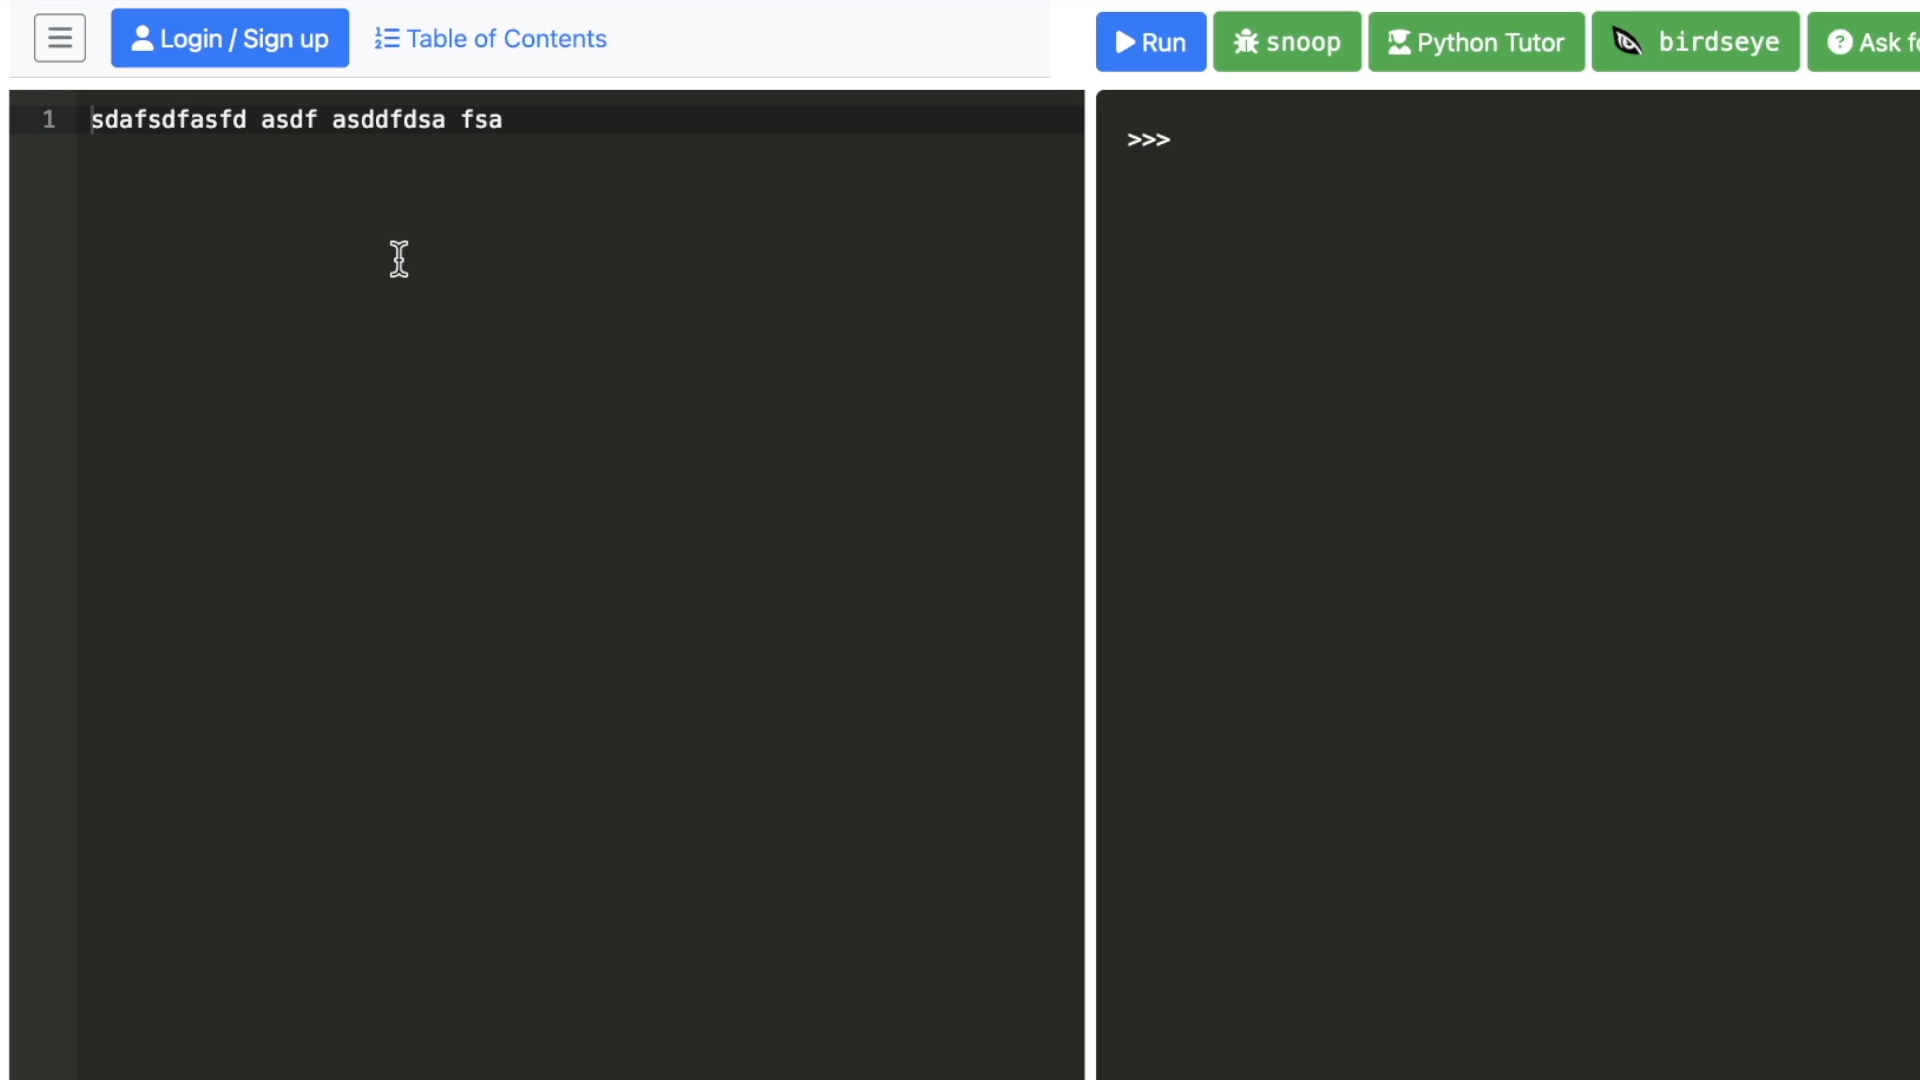 Login / Sign up
Table of Contents
Run
snoop
Python Tutor
birdseye
Ask
1 sdafsdfasfd asdf asddfdsa fsa
>>>